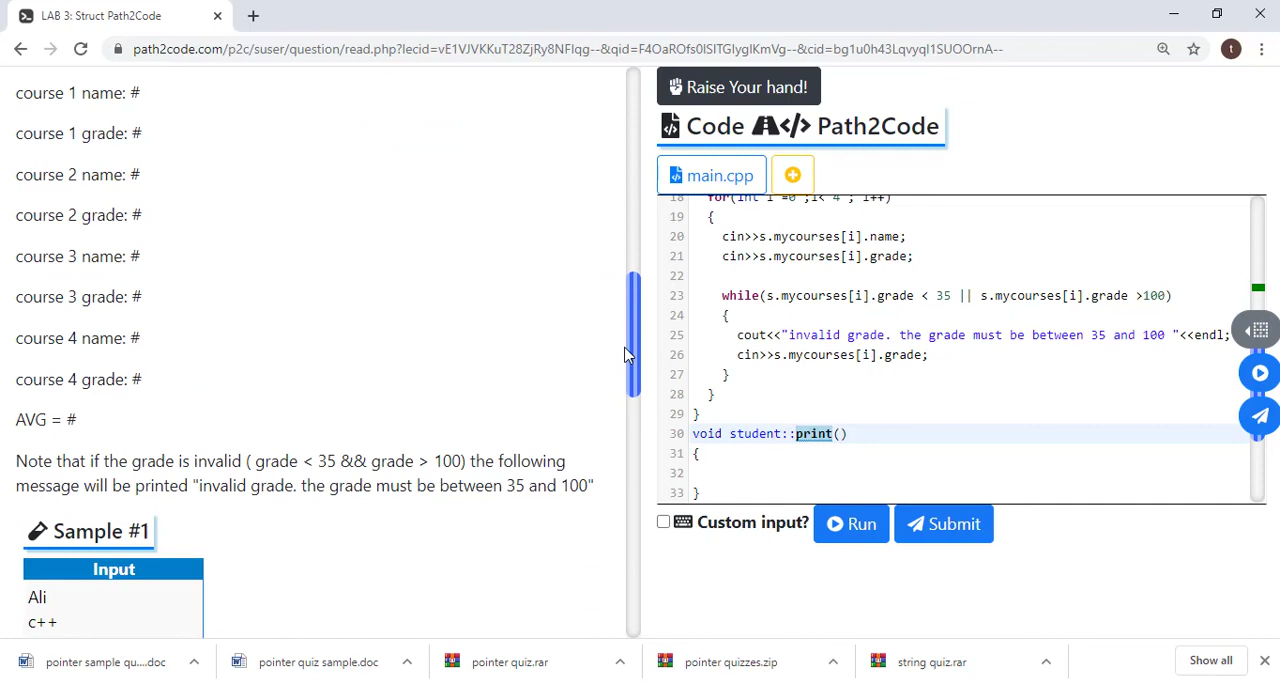 LAB 3: Struct Path2Code
path2code.com/p2c/suser/question/read.php?lecid=vE1VJVKKuT28ZjRy8NFlqg--&qid=F4OaROfs0lSlTGlyglKmVg--&cid=bg1u0h43Lqvyql1SUOOrnA--
t
course 1 name: #
course 1 grade: #
course 2 name: #
course 2 grade: #
course 3 name: #
course 3 grade: #
course 4 name: #
course 4 grade: #
AVG = #
Note that if the grade is invalid ( grade < 35 && grade > 100) the following
message will be printed "invalid grade. the grade must be between 35 and 100"
Sample #1
Input
Ali
c++
Raise Your hand!
Code </> Path2Code
main.cpp
18 for(int i =0 ;i< 4 ; i++)
19 {
20 cin>>s.mycourses[i].name;
21 cin>>s.mycourses[i].grade;
22
23 while(s.mycourses[i].grade < 35 || s.mycourses[i].grade >100)
24 {
25 cout<<"invalid grade. the grade must be between 35 and 100 "<<endl;
26 cin>>s.mycourses[i].grade;
27 }
28 }
29 }
30 void student::print()
31 {
32
33 }
Custom input? Run Submit
pointer sample qu....doc
pointer quiz sample.doc
pointer quiz.rar
pointer quizzes.zip
string quiz.rar
Show all